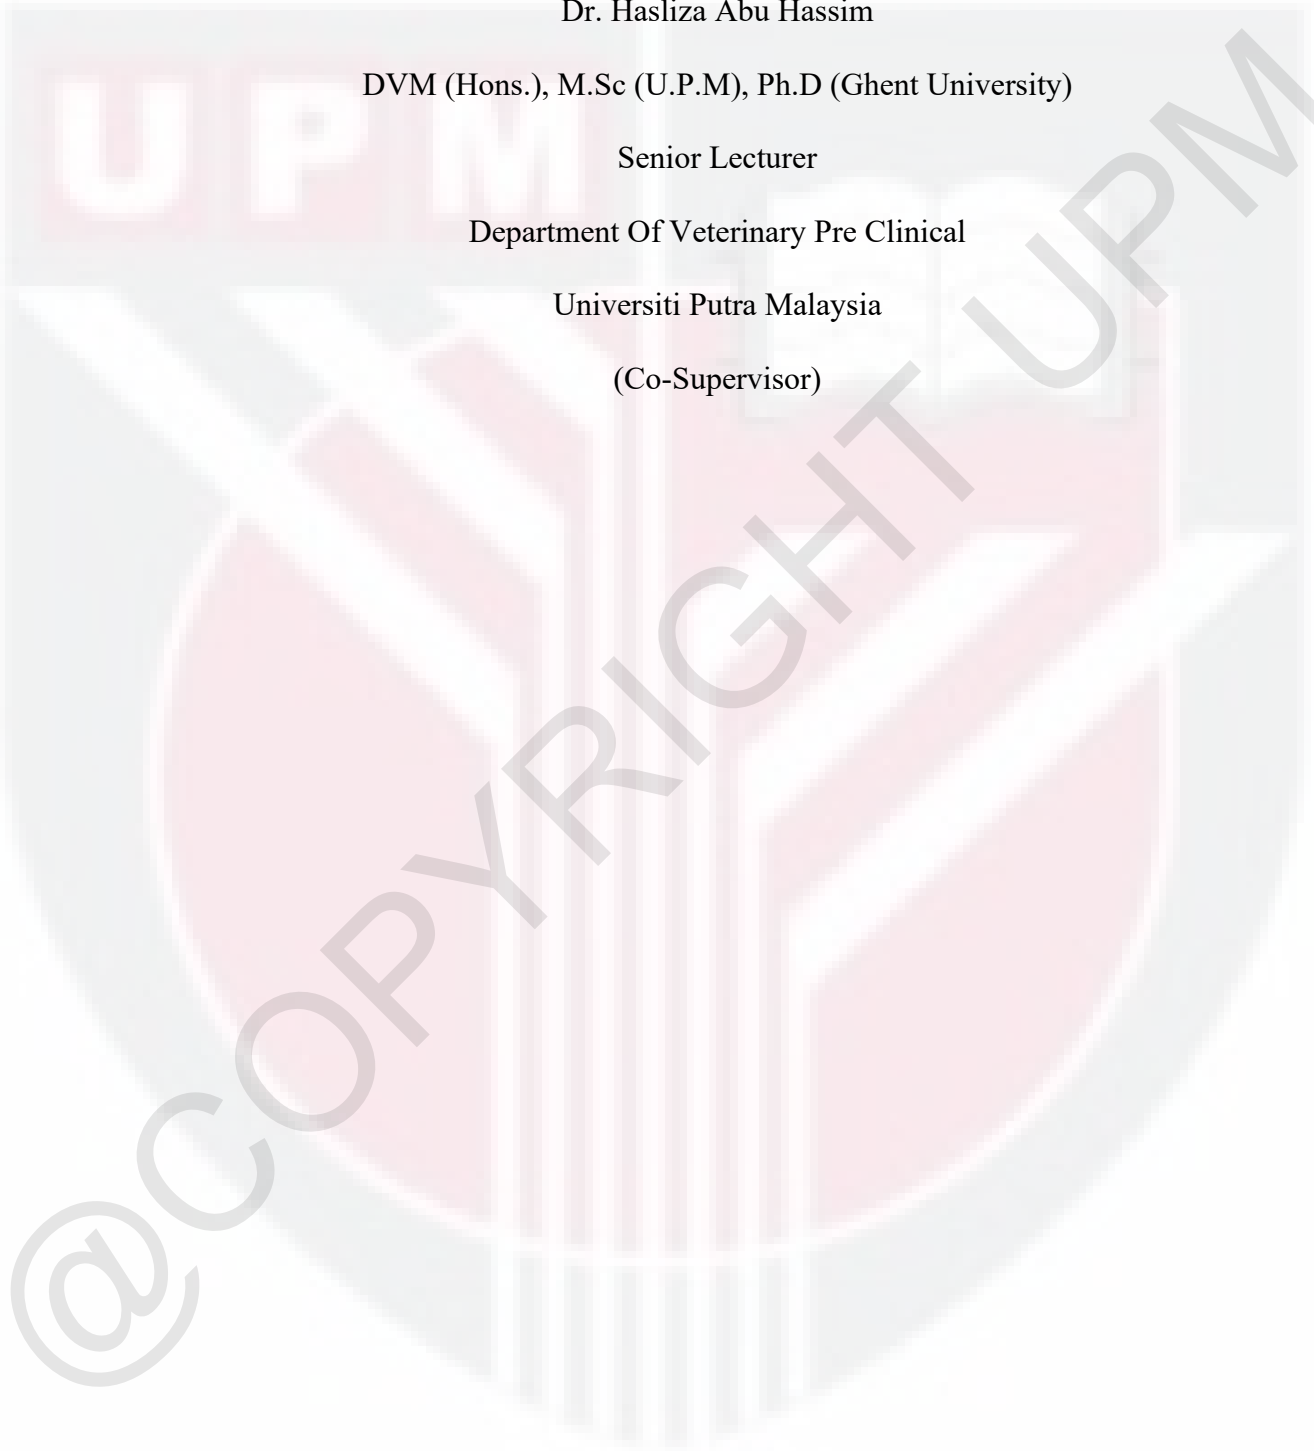 Dr. Hasliza Abu Hassim
DVM (Hons.), M.Sc (U.P.M), Ph.D (Ghent University)
Senior Lecturer
Department Of Veterinary Pre Clinical
Universiti Putra Malaysia
(Co-Supervisor)
UPM
@COPYRIGHT UPM